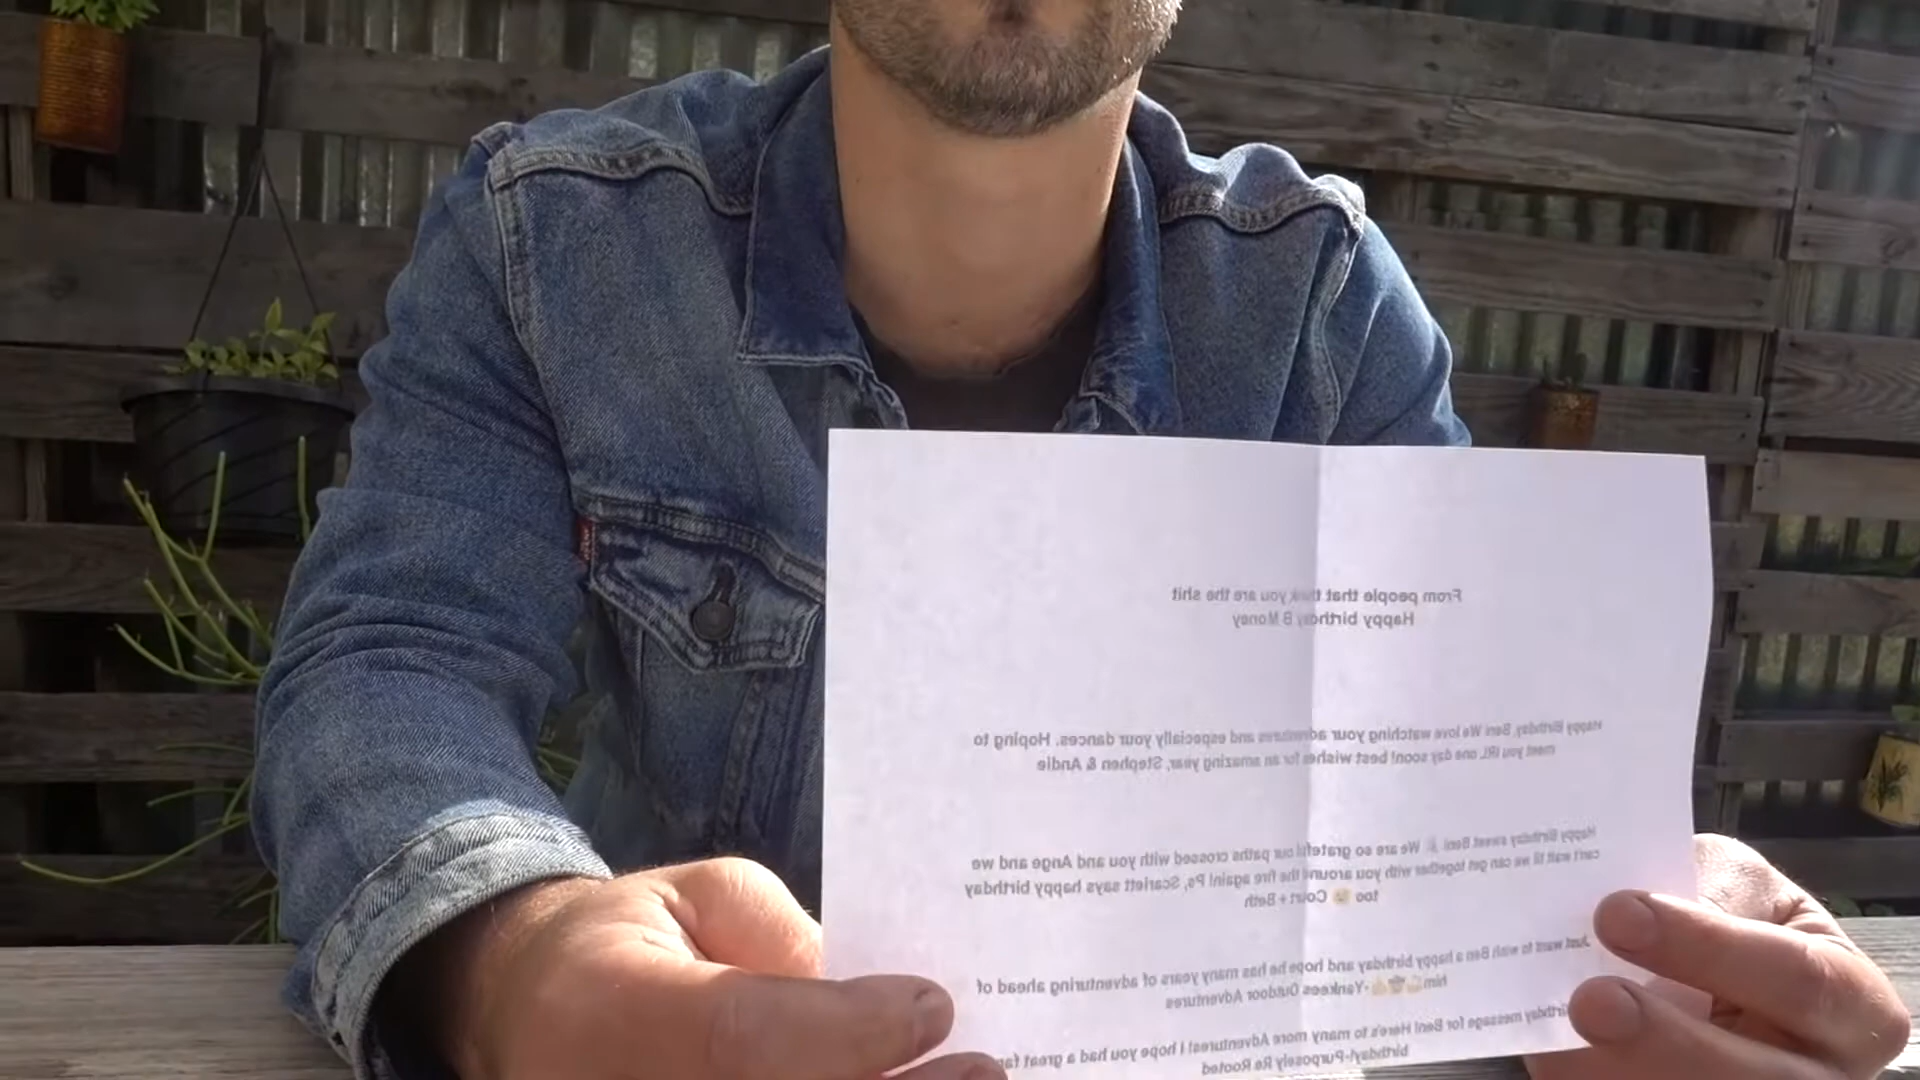 From people that think you are the shit
Happy birthday B Money
Happy Birthday, Ben! We love watching your adventures and especially your dances. Hoping to
meet you IRL one day soon! best wishes for an amazing year, Stephen & Andie
Happy Birthday sweet Ben! We are so grateful our paths crossed with you and Ange and we
can't wait til we can get together with you around the fire again! Ps, Scarlett says happy birthday
too 😉 Court + Beth
Just want to wish Ben a happy birthday and hope he has many years of adventuring ahead of
him -Yankees Outdoor Adventures
birthday message for Ben! Here's to many more Adventures! I hope you had a great
birthday!-Purposely Re Rooted